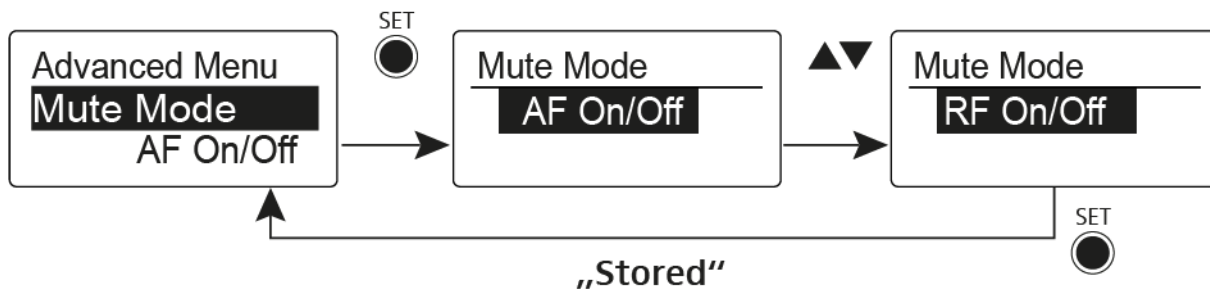 SET
Advanced Menu
Mute Mode
AF On/Off
Mute Mode
AF On/Off
▲▼
Mute Mode
RF On/Off
SET
„Stored“